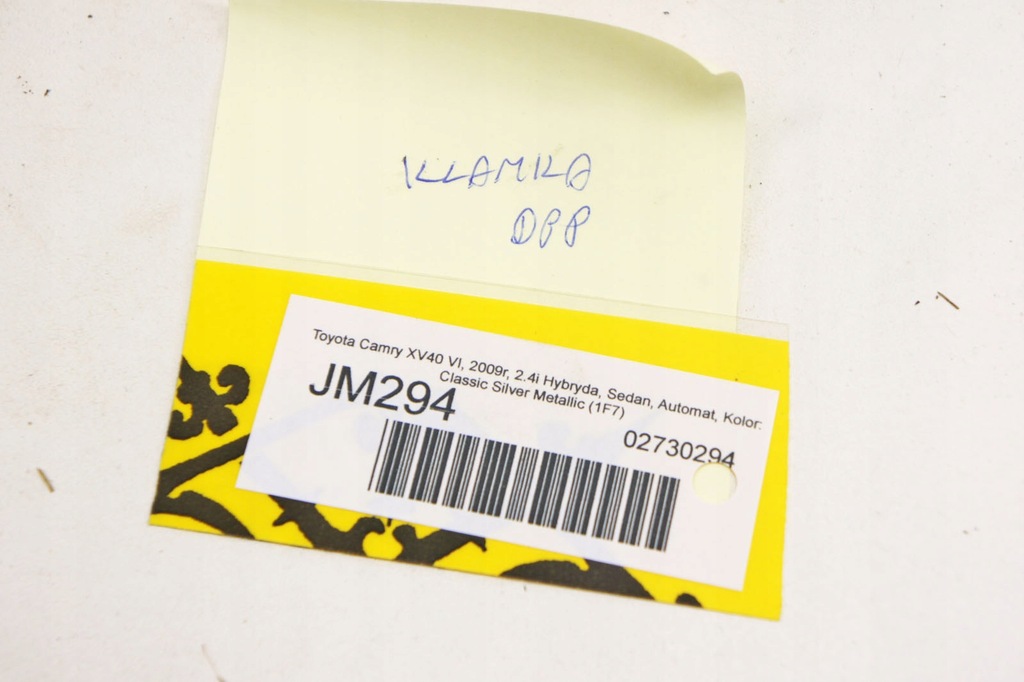 KLAMKA
DPP
Toyota Camry XV40 VI, 2009r, 2.4i Hybryda, Sedan, Automat, Kolor:
Classic Silver Metallic (1F7)
JM294
02730294